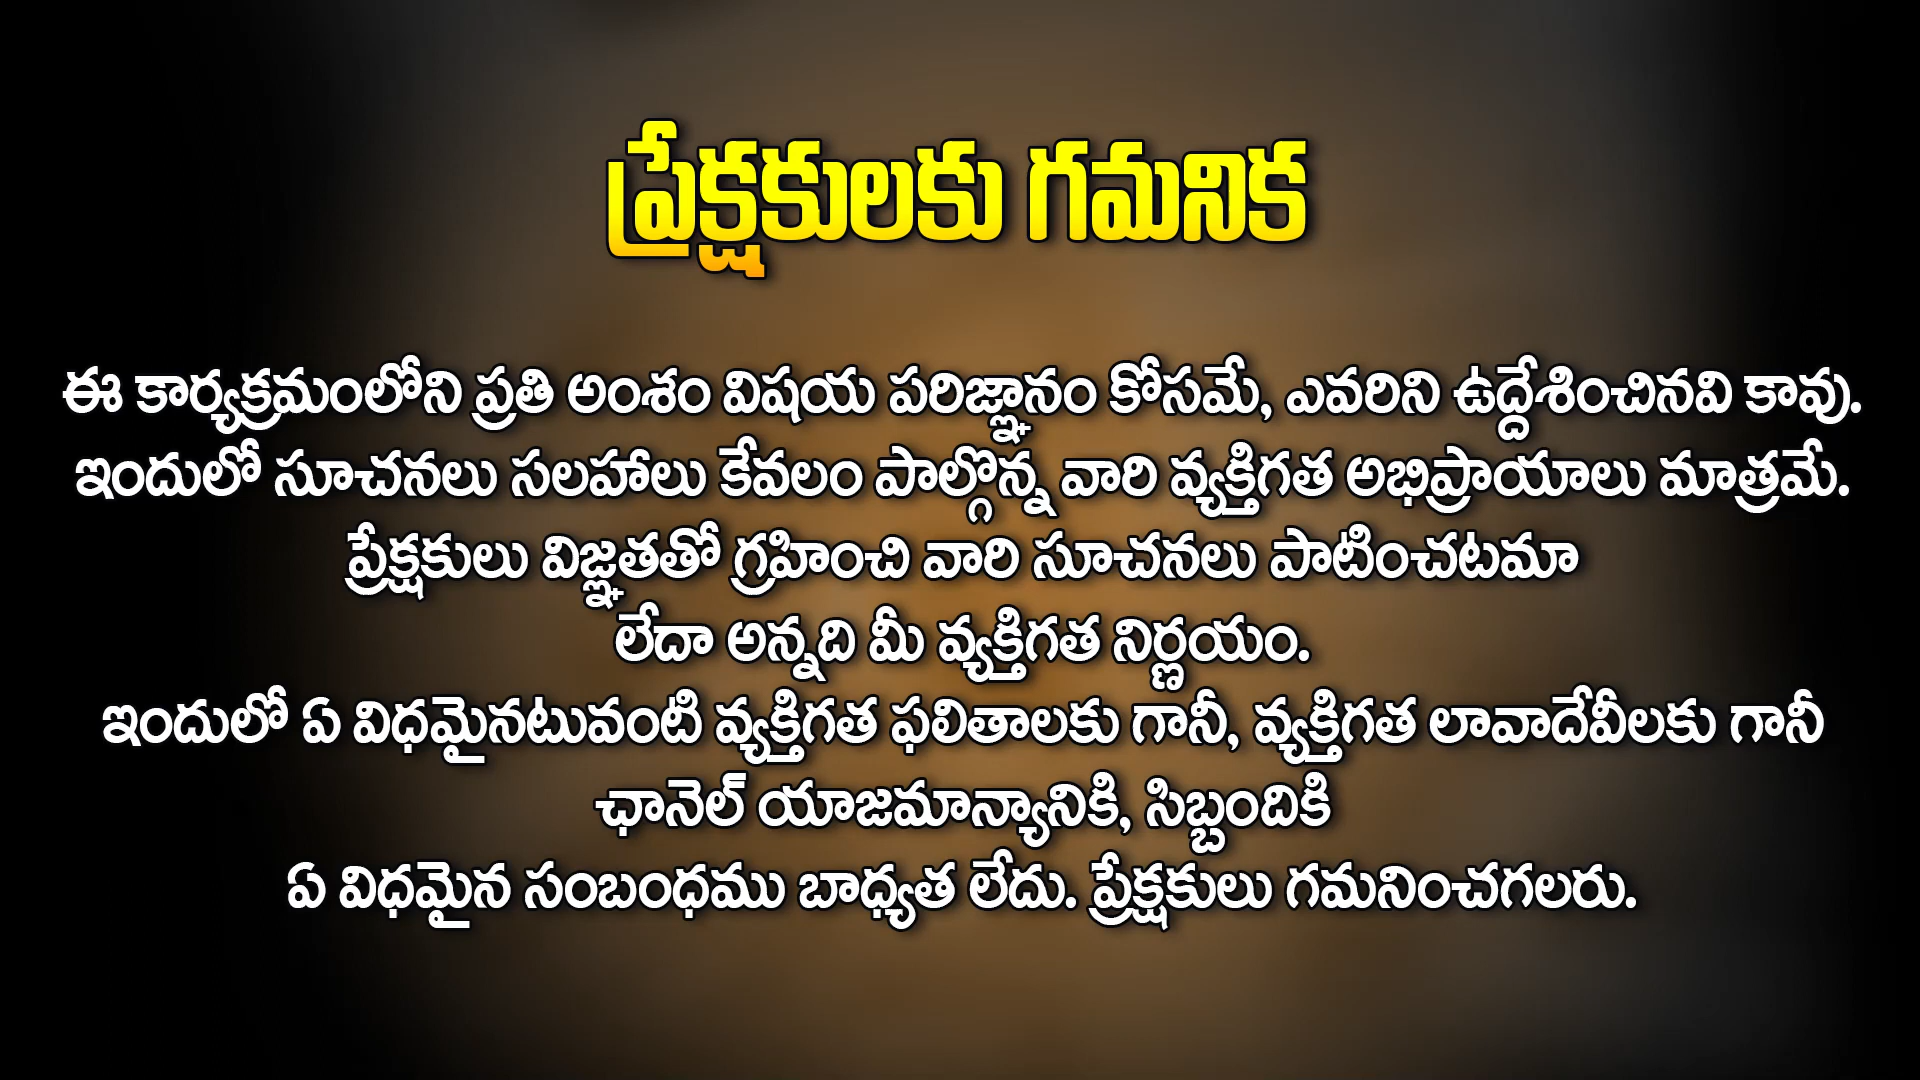 ప్రేక్షకులకు గమనిక
ఈ కార్యక్రమంలోని ప్రతి అంశం విషయ పరిజ్ఞానం కోసమే, ఎవరిని ఉద్దేశించినవి కావు.
ఇందులో సూచనలు సలహాలు కేవలం పాల్గొన్న వారి వ్యక్తిగత అభిప్రాయాలు మాత్రమే.
ప్రేక్షకులు విజ్ఞతతో గ్రహించి వారి సూచనలు పాటించటమా
లేదా అన్నది మీ వ్యక్తిగత నిర్ణయం.
ఇందులో ఏ విధమైనటువంటి వ్యక్తిగత ఫలితాలకు గానీ, వ్యక్తిగత లావాదేవీలకు గానీ
ఛానెల్ యాజమాన్యానికి, సిబ్బందికి
ఏ విధమైన సంబంధము బాధ్యత లేదు. ప్రేక్షకులు గమనించగలరు.